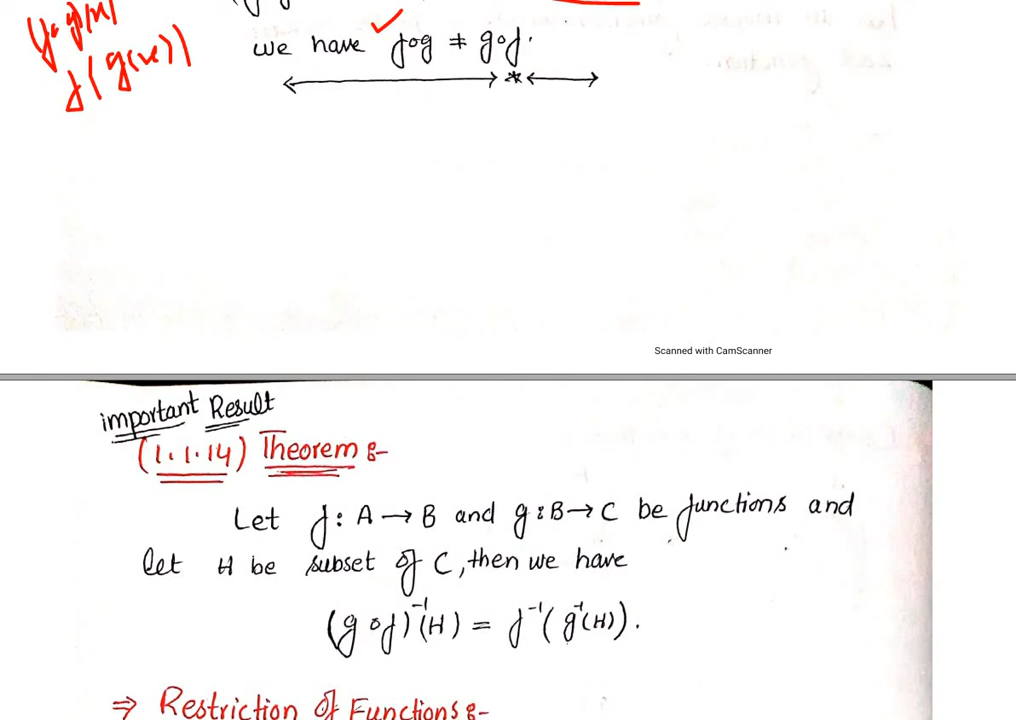 y=g(x)
f(g(x))
we have fog ≠ gof.
Scanned with CamScanner
important Result
(1.1.14) Theorem :-
Let f : A → B and g : B → C be functions and
let H be subset of C, then we have
(g o f)⁻¹(H) = f⁻¹(g⁻¹(H)).
⇒ Restriction of Functions :-